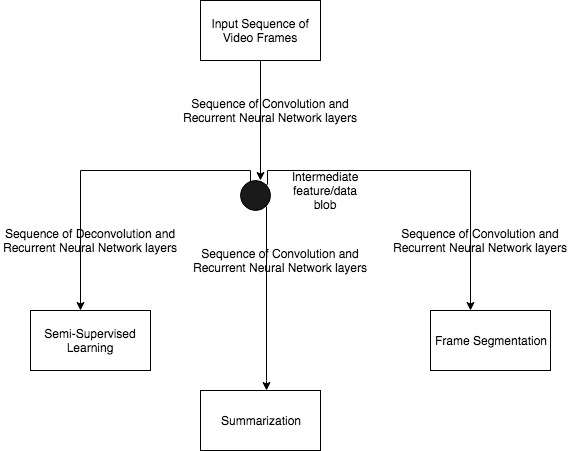 Input Sequence of
Video Frames
Sequence of Convolution and
Recurrent Neural Network layers
Intermediate
feature/data
blob
Sequence of Deconvolution and
Recurrent Neural Network layers
Sequence of Convolution and
Recurrent Neural Network layers
Sequence of Convolution and
Recurrent Neural Network layers
Semi-Supervised
Learning
Frame Segmentation
Summarization